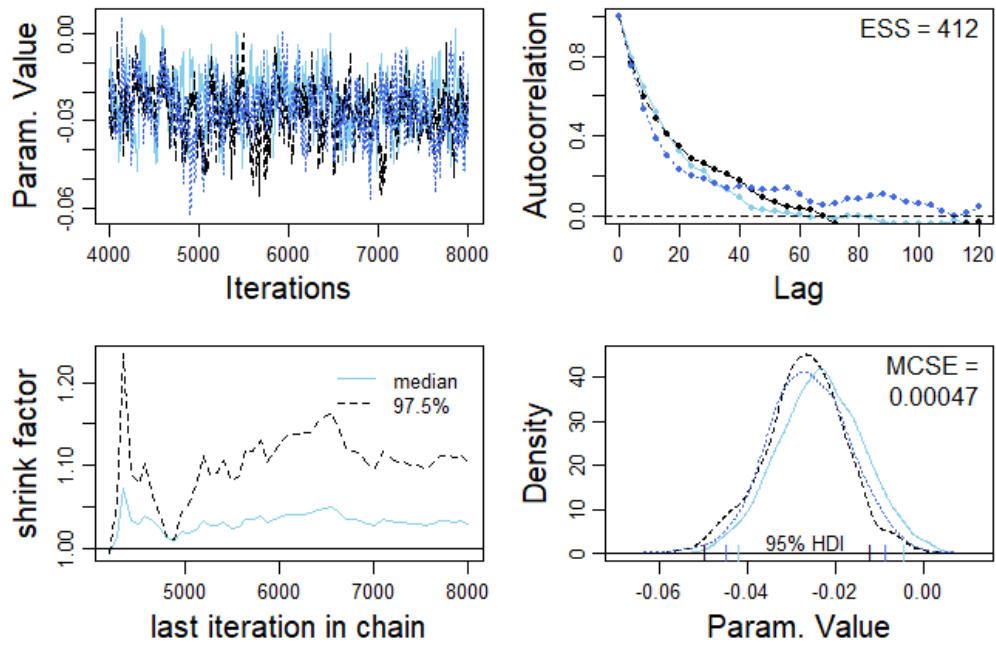 Param. Value
0.00
-0.03
-0.06
4000 5000 6000 7000 8000
Iterations
Autocorrelation
0.8
0.4
0.0
ESS = 412
0 20 40 60 80 100 120
Lag
shrink factor
1.20
1.10
1.00
median
97.5%
5000 6000 7000 8000
last iteration in chain
Density
40
30
20
10
0
MCSE =
0.00047
95% HDI
-0.06 -0.04 -0.02 0.00
Param. Value